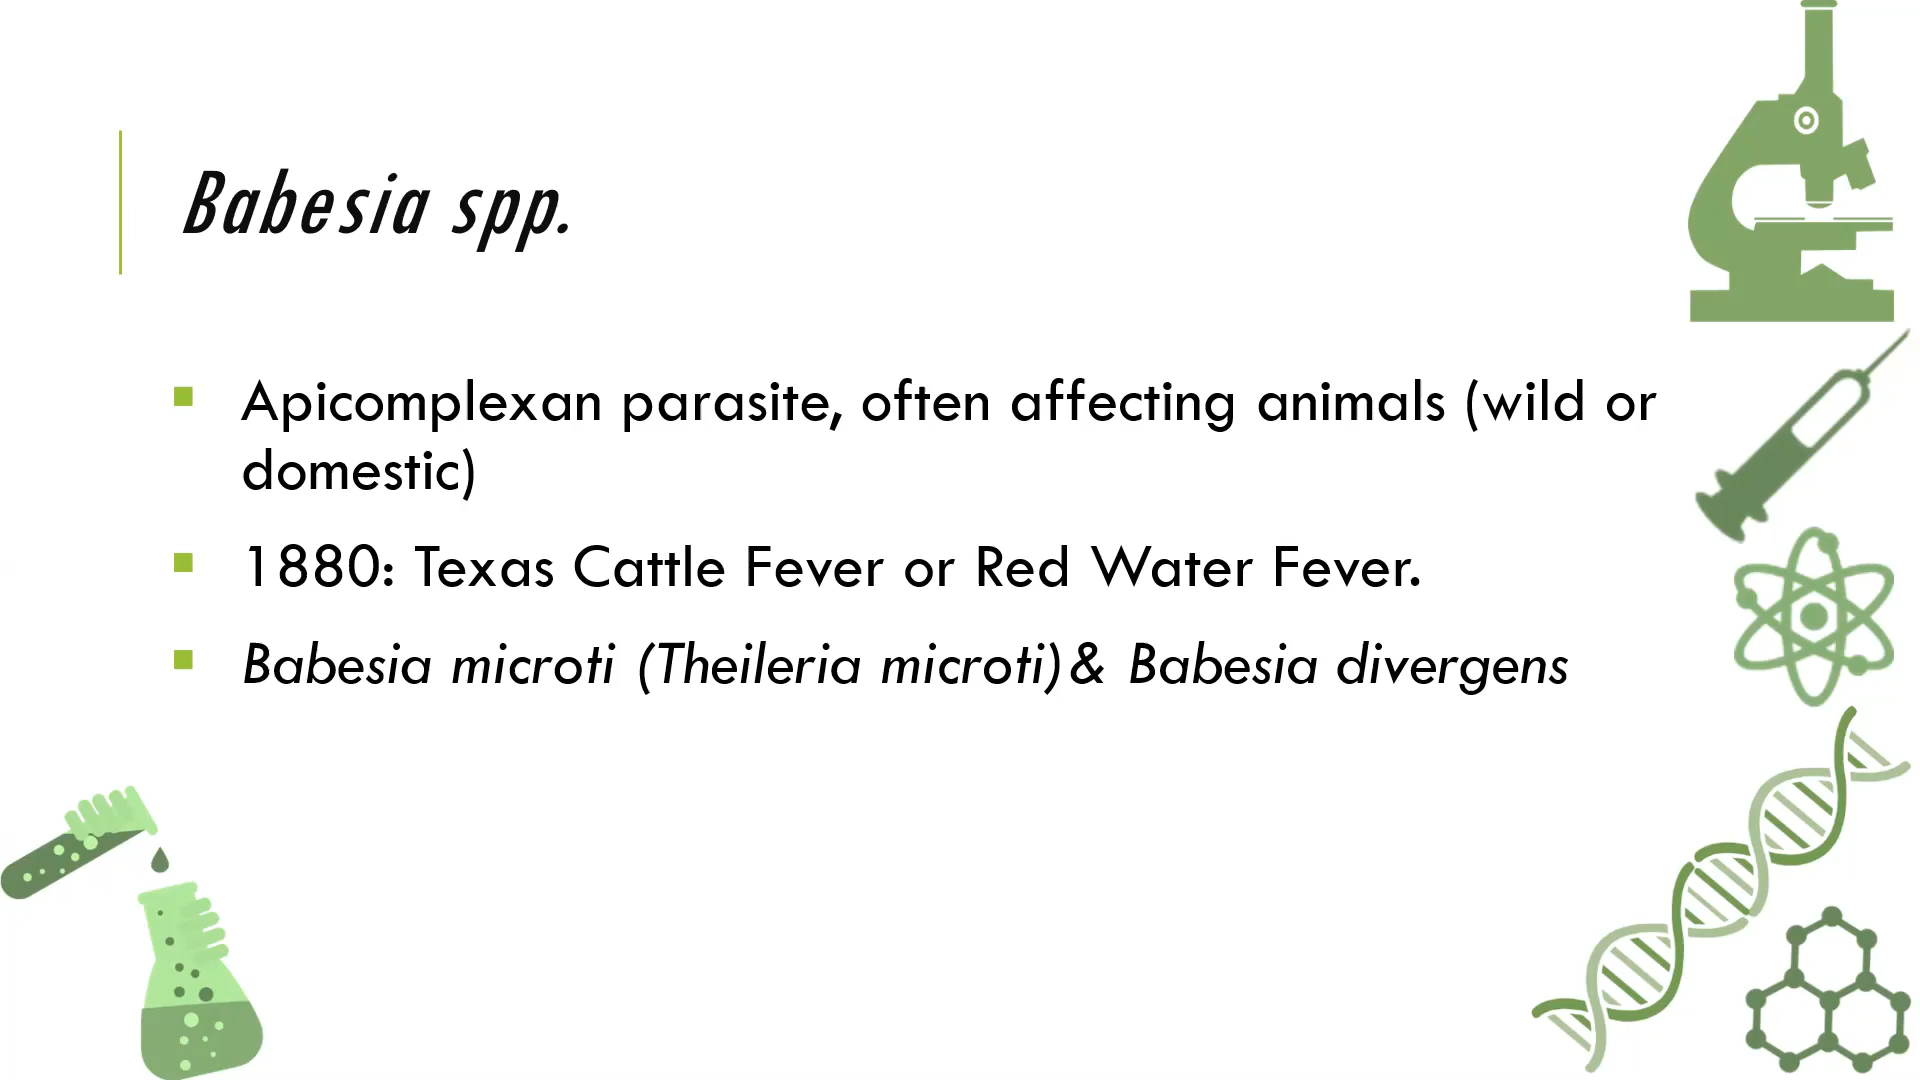 Babesia spp.
Apicomplexan parasite, often affecting animals (wild or
domestic)
1880: Texas Cattle Fever or Red Water Fever.
Babesia microti (Theileria microti)& Babesia divergens